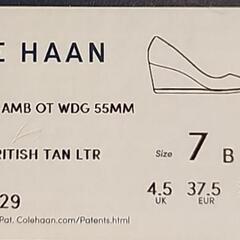 HAAN
AMB OT WDG 55MM
RITISH TAN LTR
Size 7 B
4.5 37.5
UK EUR
29
Pat. Colehaan.com/Patents.html